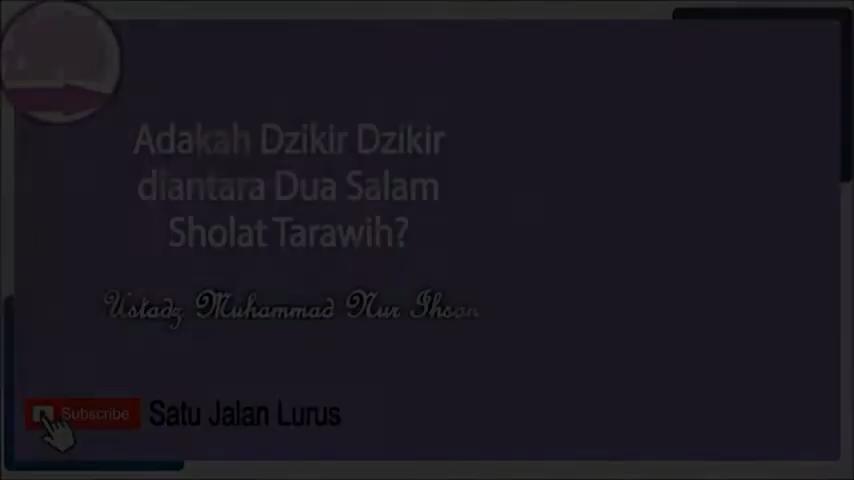 Adakah Dzikir Dzikir
diantara Dua Salam
Sholat Tarawih?
Ustadz Muhammad Nur Ihsan
Subscribe
Satu Jalan Lurus